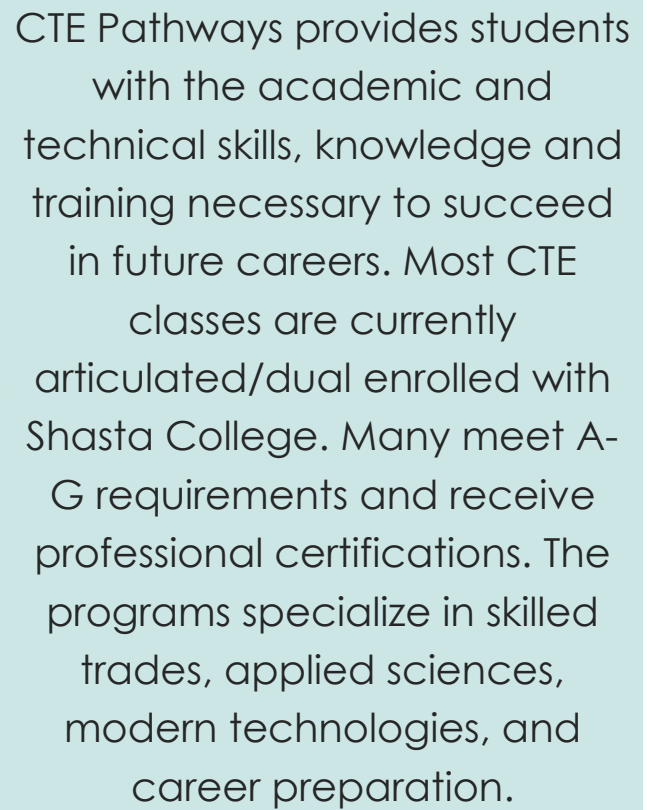 CTE Pathways provides students
with the academic and
technical skills, knowledge and
training necessary to succeed
in future careers. Most CTE
classes are currently
articulated/dual enrolled with
Shasta College. Many meet A-
G requirements and receive
professional certifications. The
programs specialize in skilled
trades, applied sciences,
modern technologies, and
career preparation.